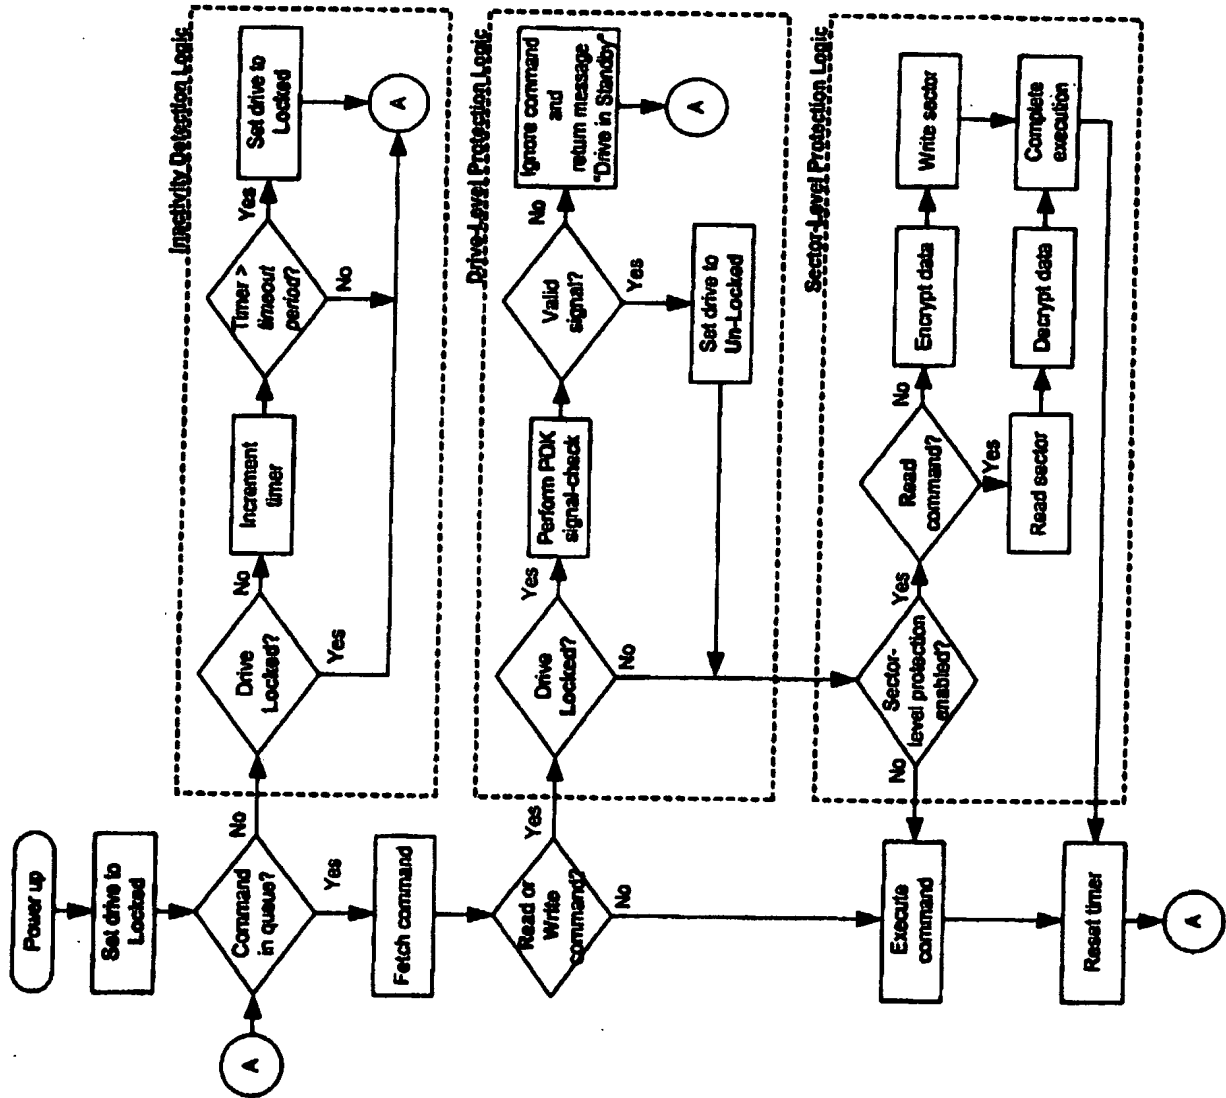 Power up
Set drive to
Locked
A
Command
in queue?
No
Yes
Fetch command
Read or
Write
command?
Yes
No
Execute
command
Reset timer
A
Inactivity Detection Logic
Drive
Locked?
No
Yes
Increment
timer
Timer >
timeout
period?
Yes
No
Set drive to
Locked
A
Drive-Level Protection Logic
Drive
Locked?
Yes
No
Perform PDK
signal-check
Valid
signal?
No
Yes
Ignore command
and
return message
"Drive in Standby"
A
Set drive to
Un-Locked
Sector-Level Protection Logic
Sector-
level protection
enabled?
No
Yes
Read
command?
No
Yes
Encrypt data
Write sector
Read sector
Decrypt data
Complete
execution